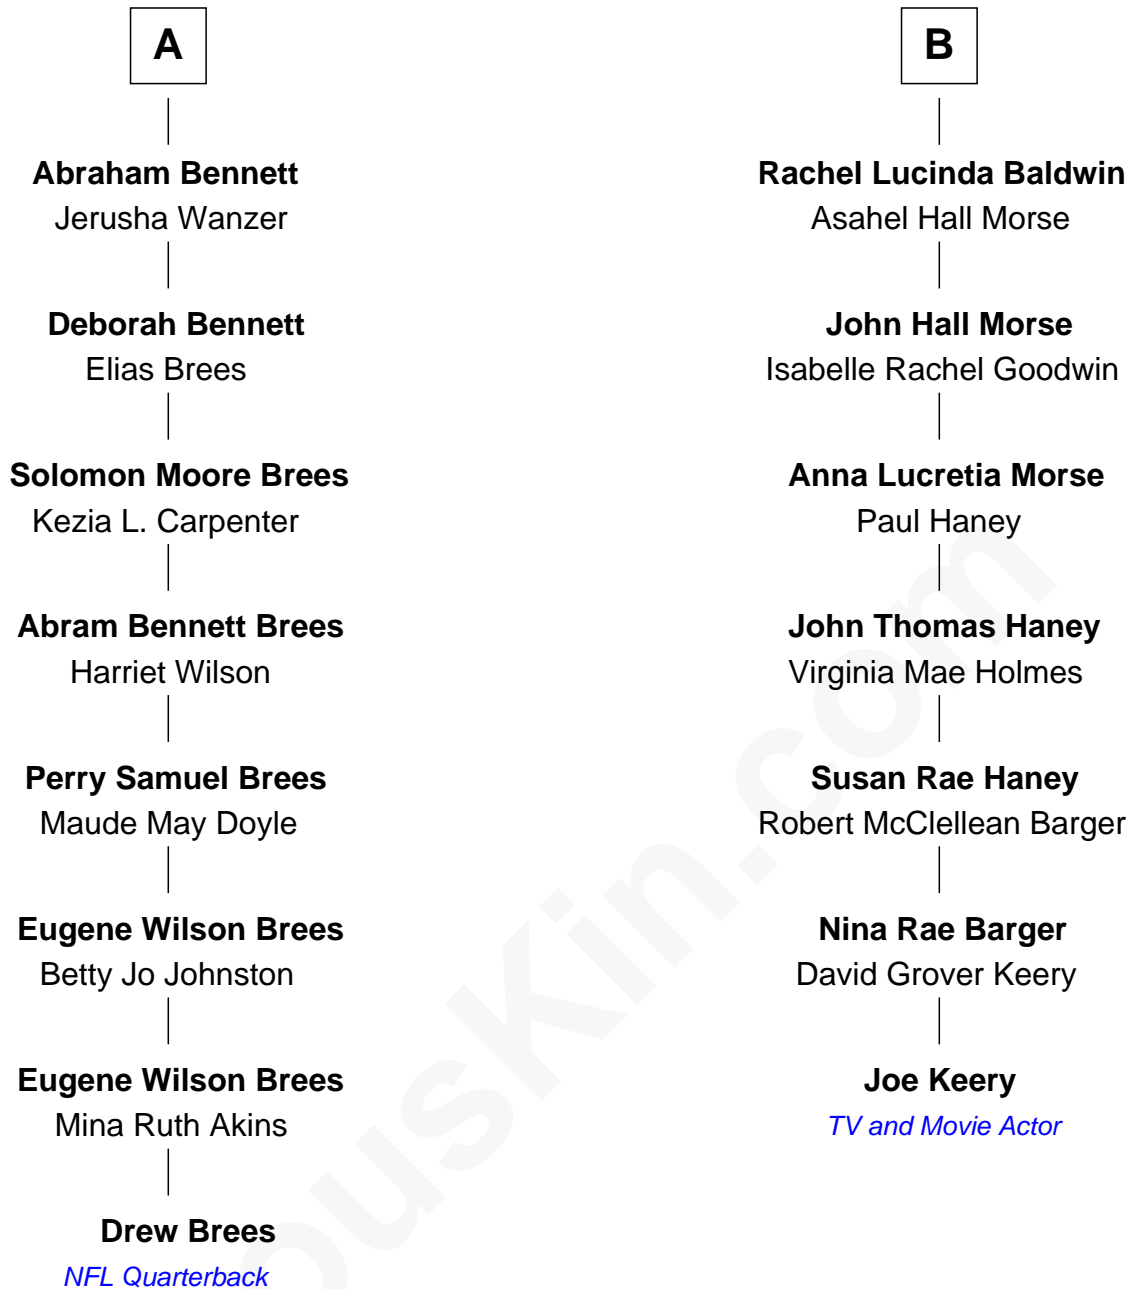 A
Abraham Bennett
Jerusha Wanzer
Deborah Bennett
Elias Brees
Solomon Moore Brees
Kezia L. Carpenter
Abram Bennett Brees
Harriet Wilson
Perry Samuel Brees
Maude May Doyle
Eugene Wilson Brees
Betty Jo Johnston
Eugene Wilson Brees
Mina Ruth Akins
Drew Brees
NFL Quarterback
B
Rachel Lucinda Baldwin
Asahel Hall Morse
John Hall Morse
Isabelle Rachel Goodwin
Anna Lucretia Morse
Paul Haney
John Thomas Haney
Virginia Mae Holmes
Susan Rae Haney
Robert McClellean Barger
Nina Rae Barger
David Grover Keery
Joe Keery
TV and Movie Actor
ousKin.com